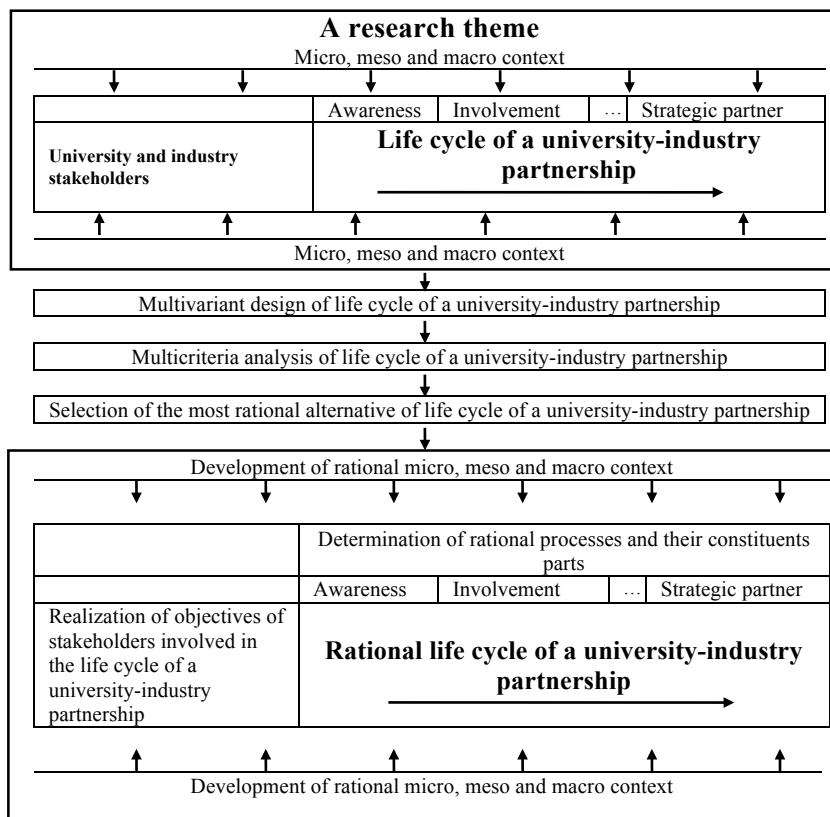 A research theme
Micro, meso and macro context
Awareness Involvement … Strategic partner
University and industry
stakeholders
Life cycle of a university-industry
partnership
Micro, meso and macro context
Multivariant design of life cycle of a university-industry partnership
Multicriteria analysis of life cycle of a university-industry partnership
Selection of the most rational alternative of life cycle of a university-industry partnership
Development of rational micro, meso and macro context
Determination of rational processes and their constituents
parts
Awareness Involvement … Strategic partner
Realization of objectives of
stakeholders involved in
the life cycle of a
university-industry
partnership
Rational life cycle of a university-industry
partnership
Development of rational micro, meso and macro context